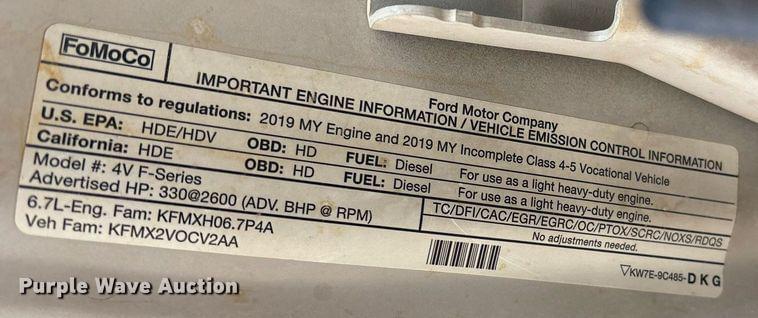 FoMoCo
Ford Motor Company
IMPORTANT ENGINE INFORMATION / VEHICLE EMISSION CONTROL INFORMATION
Conforms to regulations: 2019 MY Engine and 2019 MY Incomplete Class 4-5 Vocational Vehicle
U.S. EPA: HDE/HDV OBD: HD FUEL: Diesel For use as a light heavy-duty engine.
California: HDE OBD: HD FUEL: Diesel For use as a light heavy-duty engine.
Model #: 4V F-Series
Advertised HP: 330@2600 (ADV. BHP @ RPM)
TC/DFI/CAC/EGR/EGRC/OC/PTOX/SCRC/NOXS/RDQS
No adjustments needed.
6.7L-Eng. Fam: KFMXH06.7P4A
Veh Fam: KFMX2VOCV2AA
KW7E-9C485-DKG
Purple Wave Auction